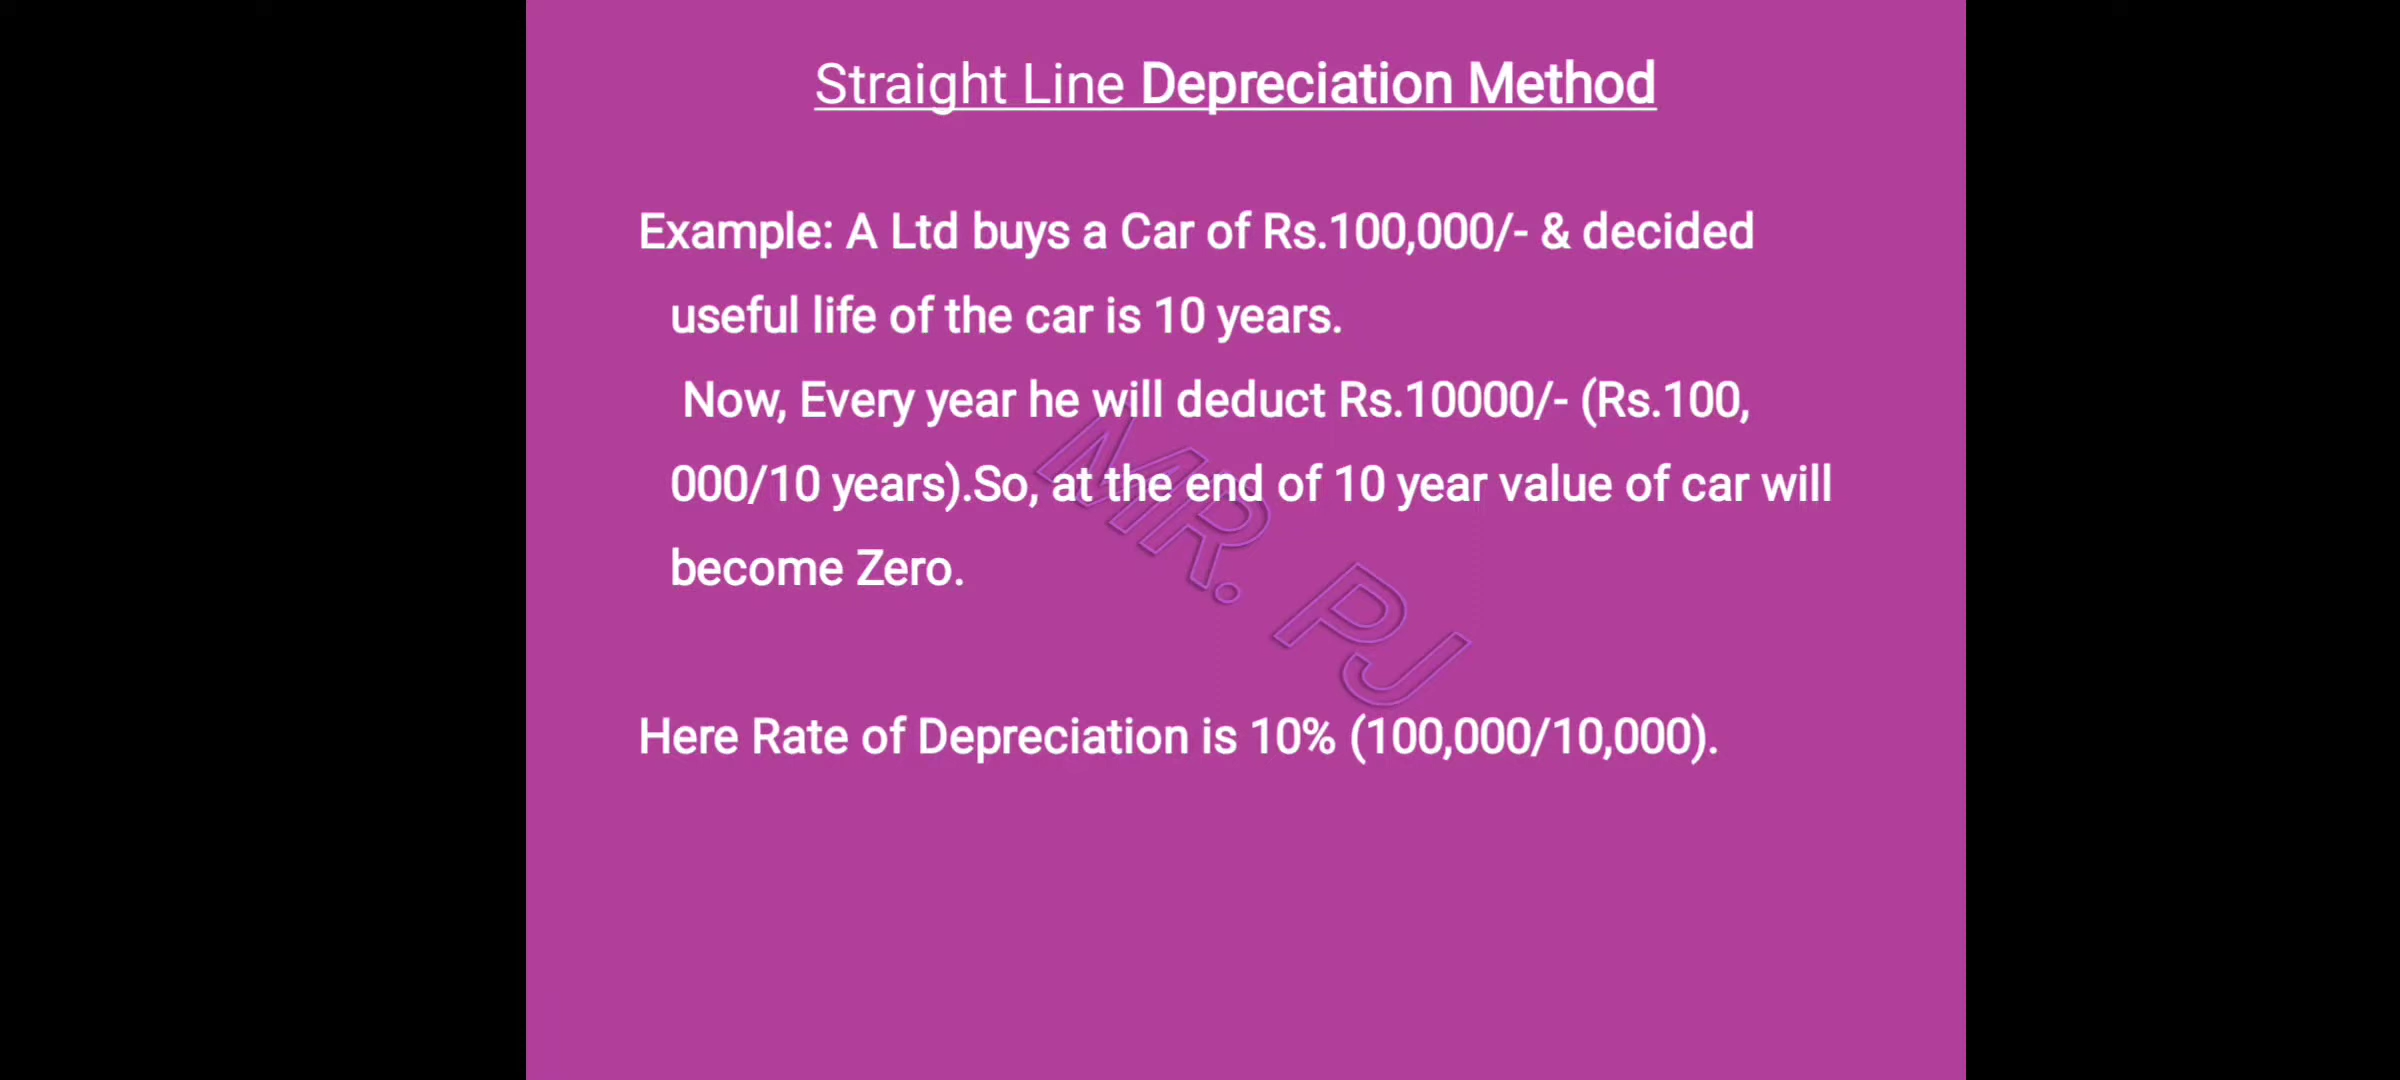 Straight Line Depreciation Method
Example: A Ltd buys a Car of Rs.100,000/- & decided
useful life of the car is 10 years.
Now, Every year he will deduct Rs.10000/- (Rs.100,
000/10 years).So, at the end of 10 year value of car will
become Zero.
MR. PJ
Here Rate of Depreciation is 10% (100,000/10,000).